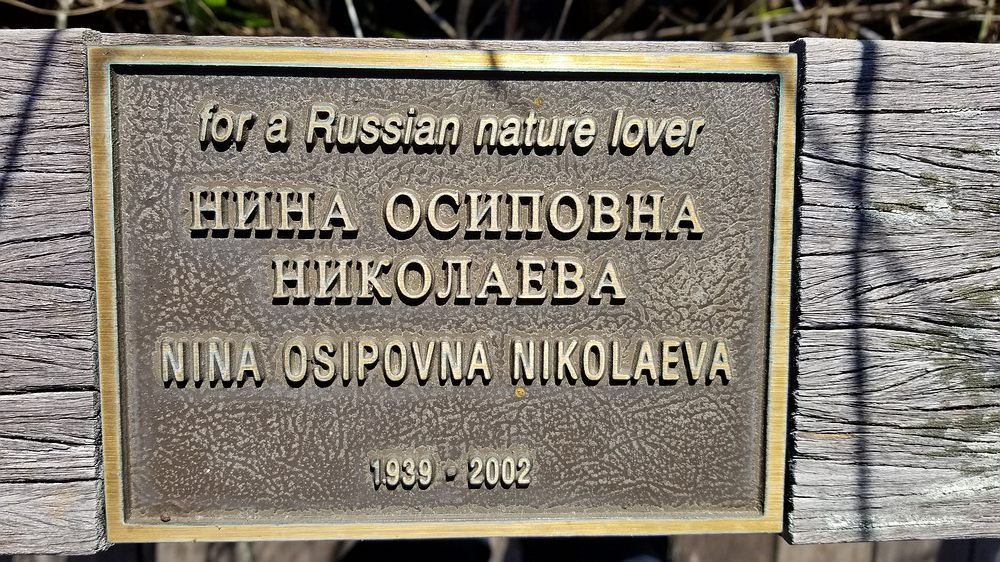 for a Russian nature lover
НИНА ОСИПОВНА
НИКОЛАЕВА
NINA OSIPOVNA NIKOLAEVA
1939 - 2002